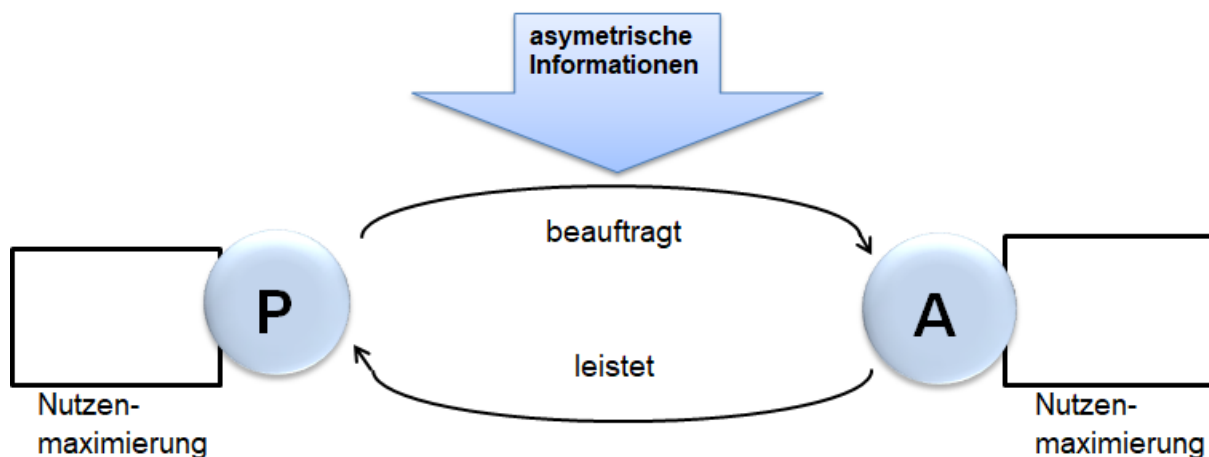 asymetrische
Informationen
beauftragt
P
A
leistet
Nutzen-
maximierung
Nutzen-
maximierung